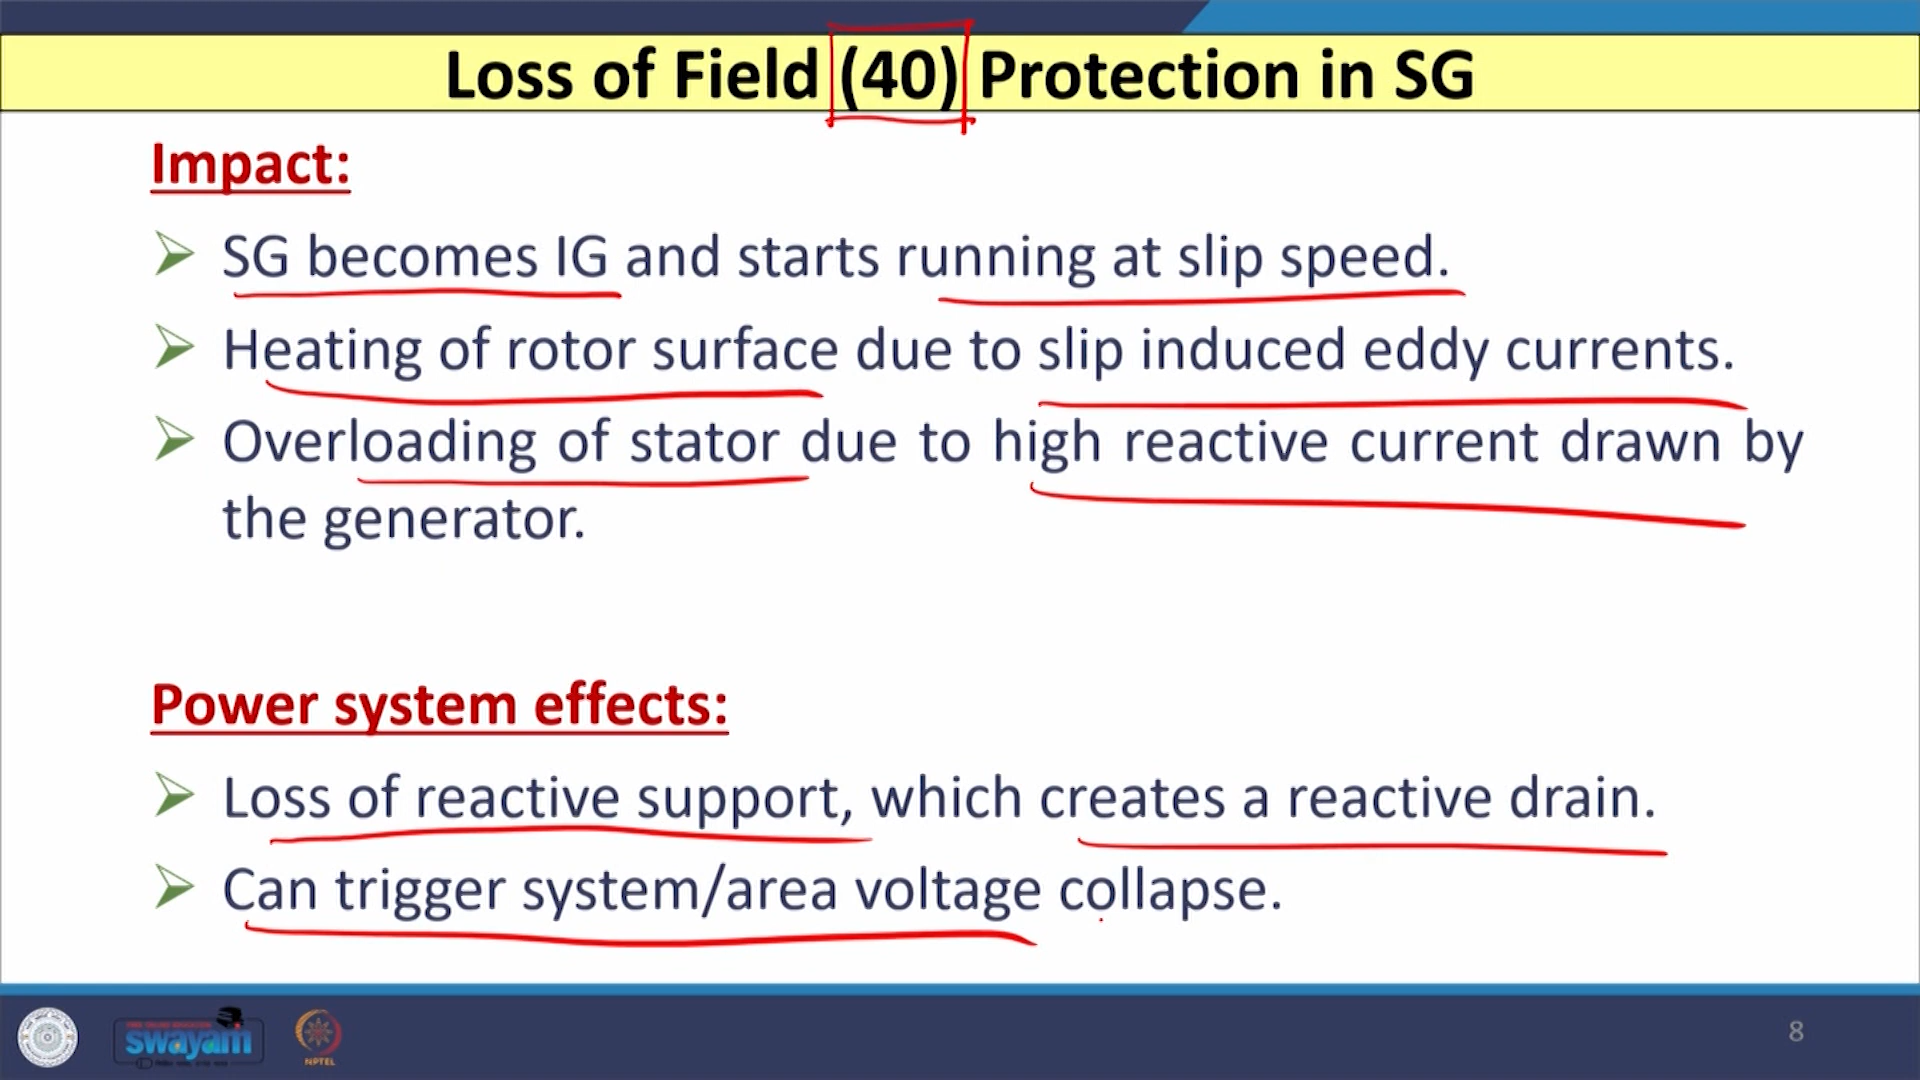 Loss of Field (40) Protection in SG
Impact:
SG becomes IG and starts running at slip speed.
Heating of rotor surface due to slip induced eddy currents.
Overloading of stator due to high reactive current drawn by
the generator.
Power system effects:
Loss of reactive support, which creates a reactive drain.
Can trigger system/area voltage collapse.
swayam
NPTEL
8